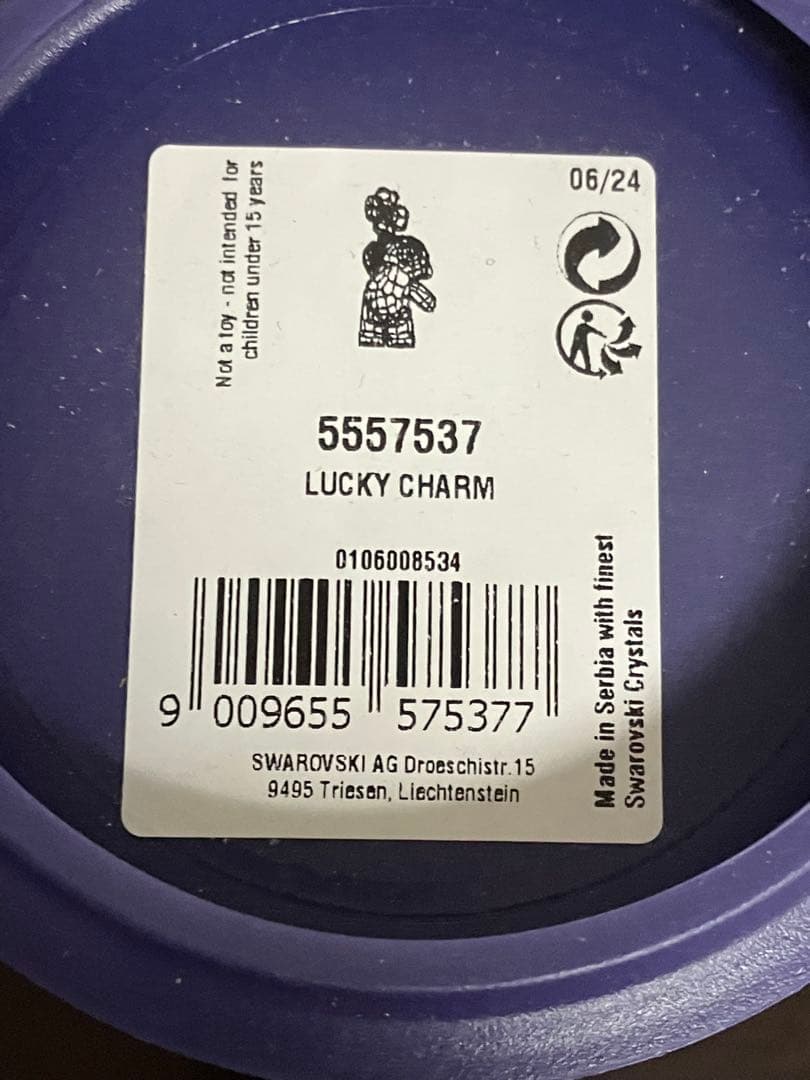 Not a toy - not intended for
children under 15 years
06/24
5557537
LUCKY CHARM
0106008534
9 009655 575377
SWAROVSKI AG Droeschistr.15
9495 Triesen, Liechtenstein
Made in Serbia with finest
Swarovski Crystals